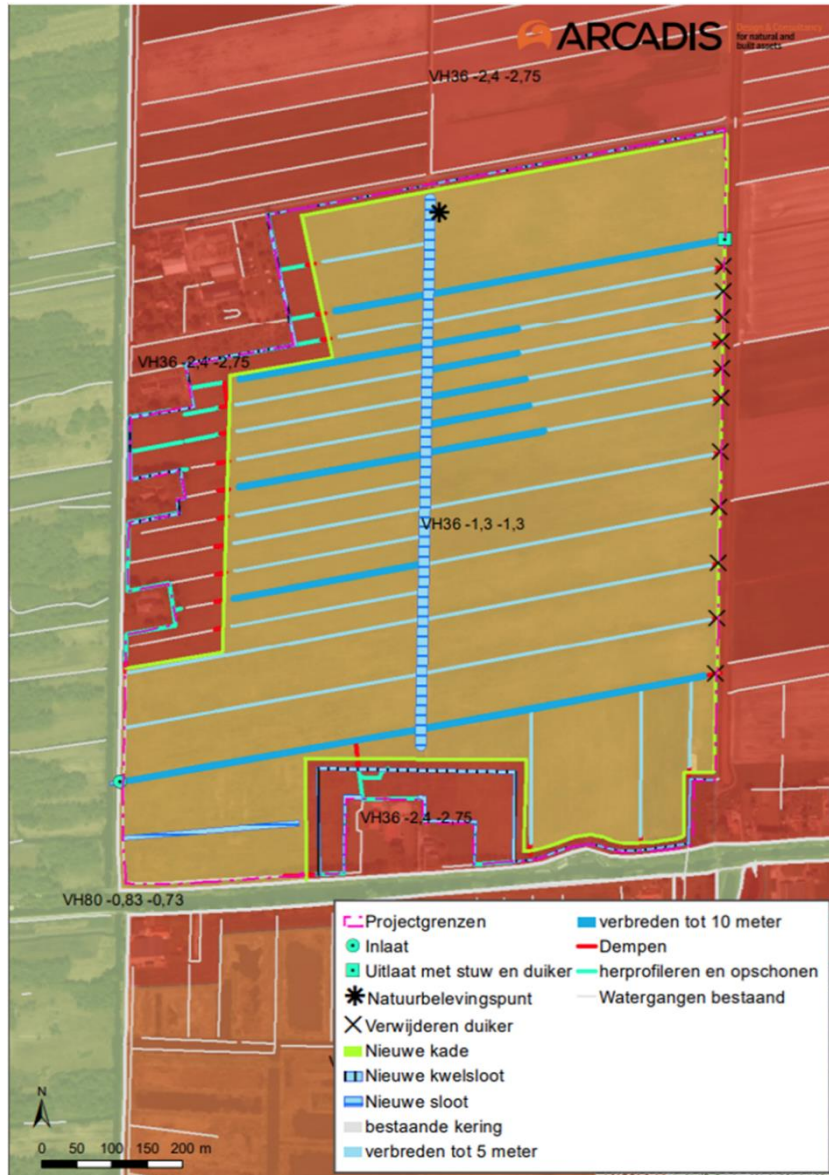 ARCADIS
Design & Consultancy
for natural and
built assets
VH36 -2,4 -2,75
VH36 -2,4 -2,75
VH36 -1,3 -1,3
VH36 -2,4 -2,75
VH80 -0,83 -0,73
Projectgrenzen
Inlaat
Uitlaat met stuw en duiker
Natuurbelevingspunt
Verwijderen duiker
Nieuwe kade
Nieuwe kwelsloot
Nieuwe sloot
bestaande kering
verbreden tot 5 meter
verbreden tot 10 meter
Dempen
herprofileren en opschonen
Watergangen bestaand
N
0 50 100 150 200 m